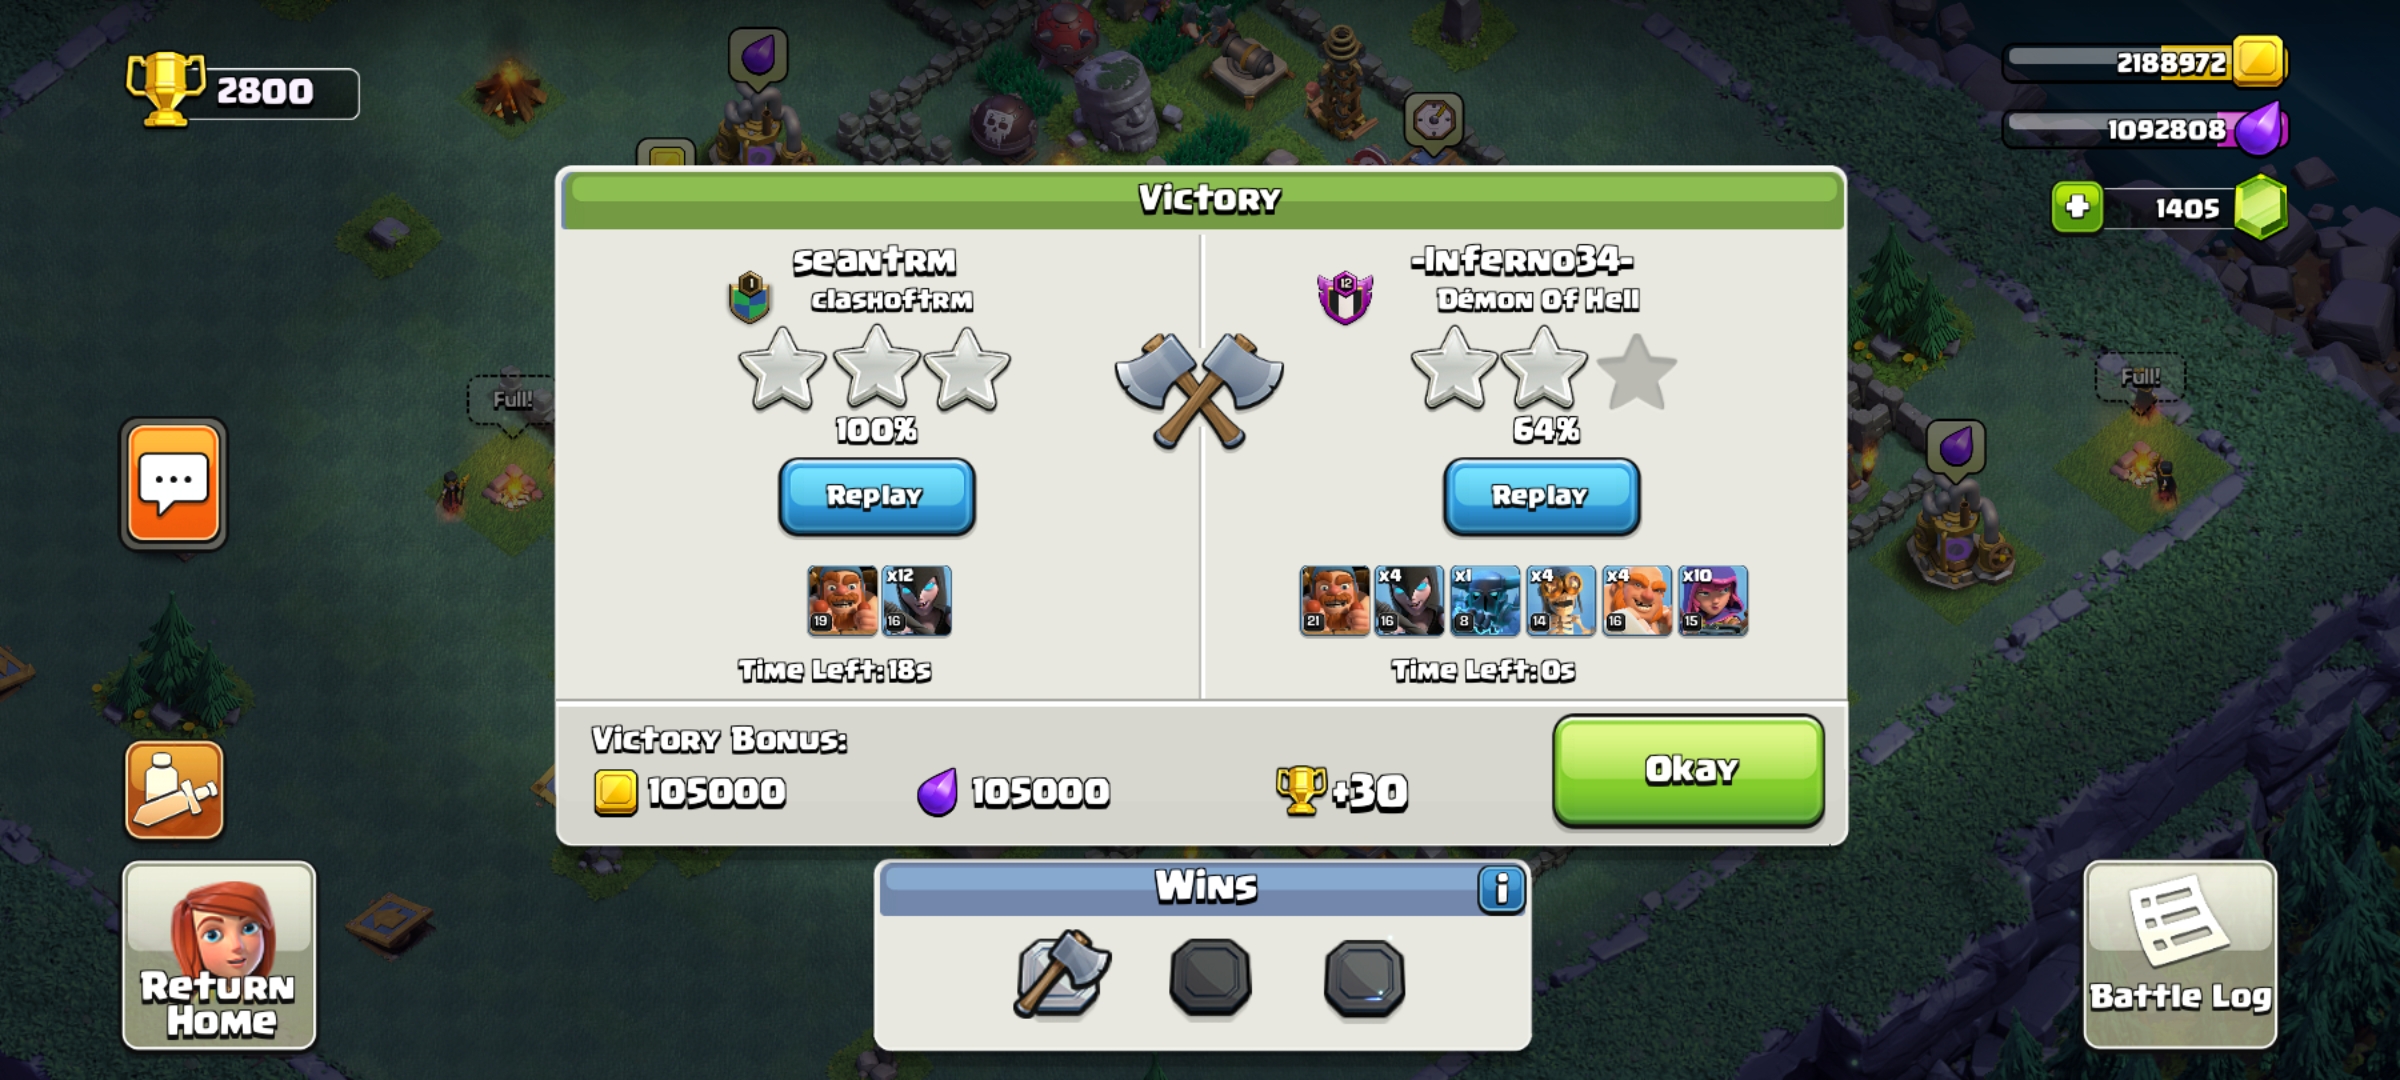 2800
2188972
1092808
1405
Victory
seantrm
clashoftrm
1
100%
Replay
x12
19
16
Time Left:18s
-Inferno34-
Démon Of Hell
12
64%
Replay
x4
x1
x4
x4
x10
21
16
8
14
16
15
Time Left:0s
Full!
Full!
Victory Bonus:
105000
105000
+30
Okay
Wins
i
Return
Home
Battle Log